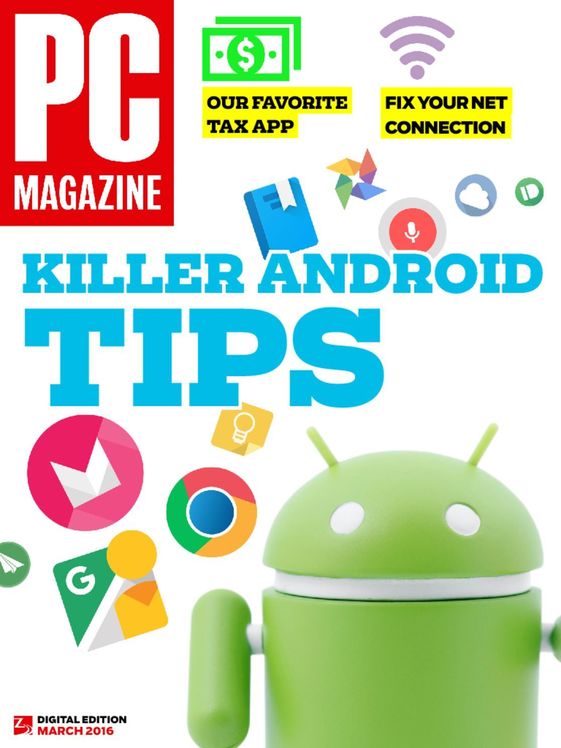 PC
MAGAZINE
$
OUR FAVORITE
TAX APP
FIX YOUR NET
CONNECTION
KILLER ANDROID
TIPS
G
DIGITAL EDITION
MARCH 2016